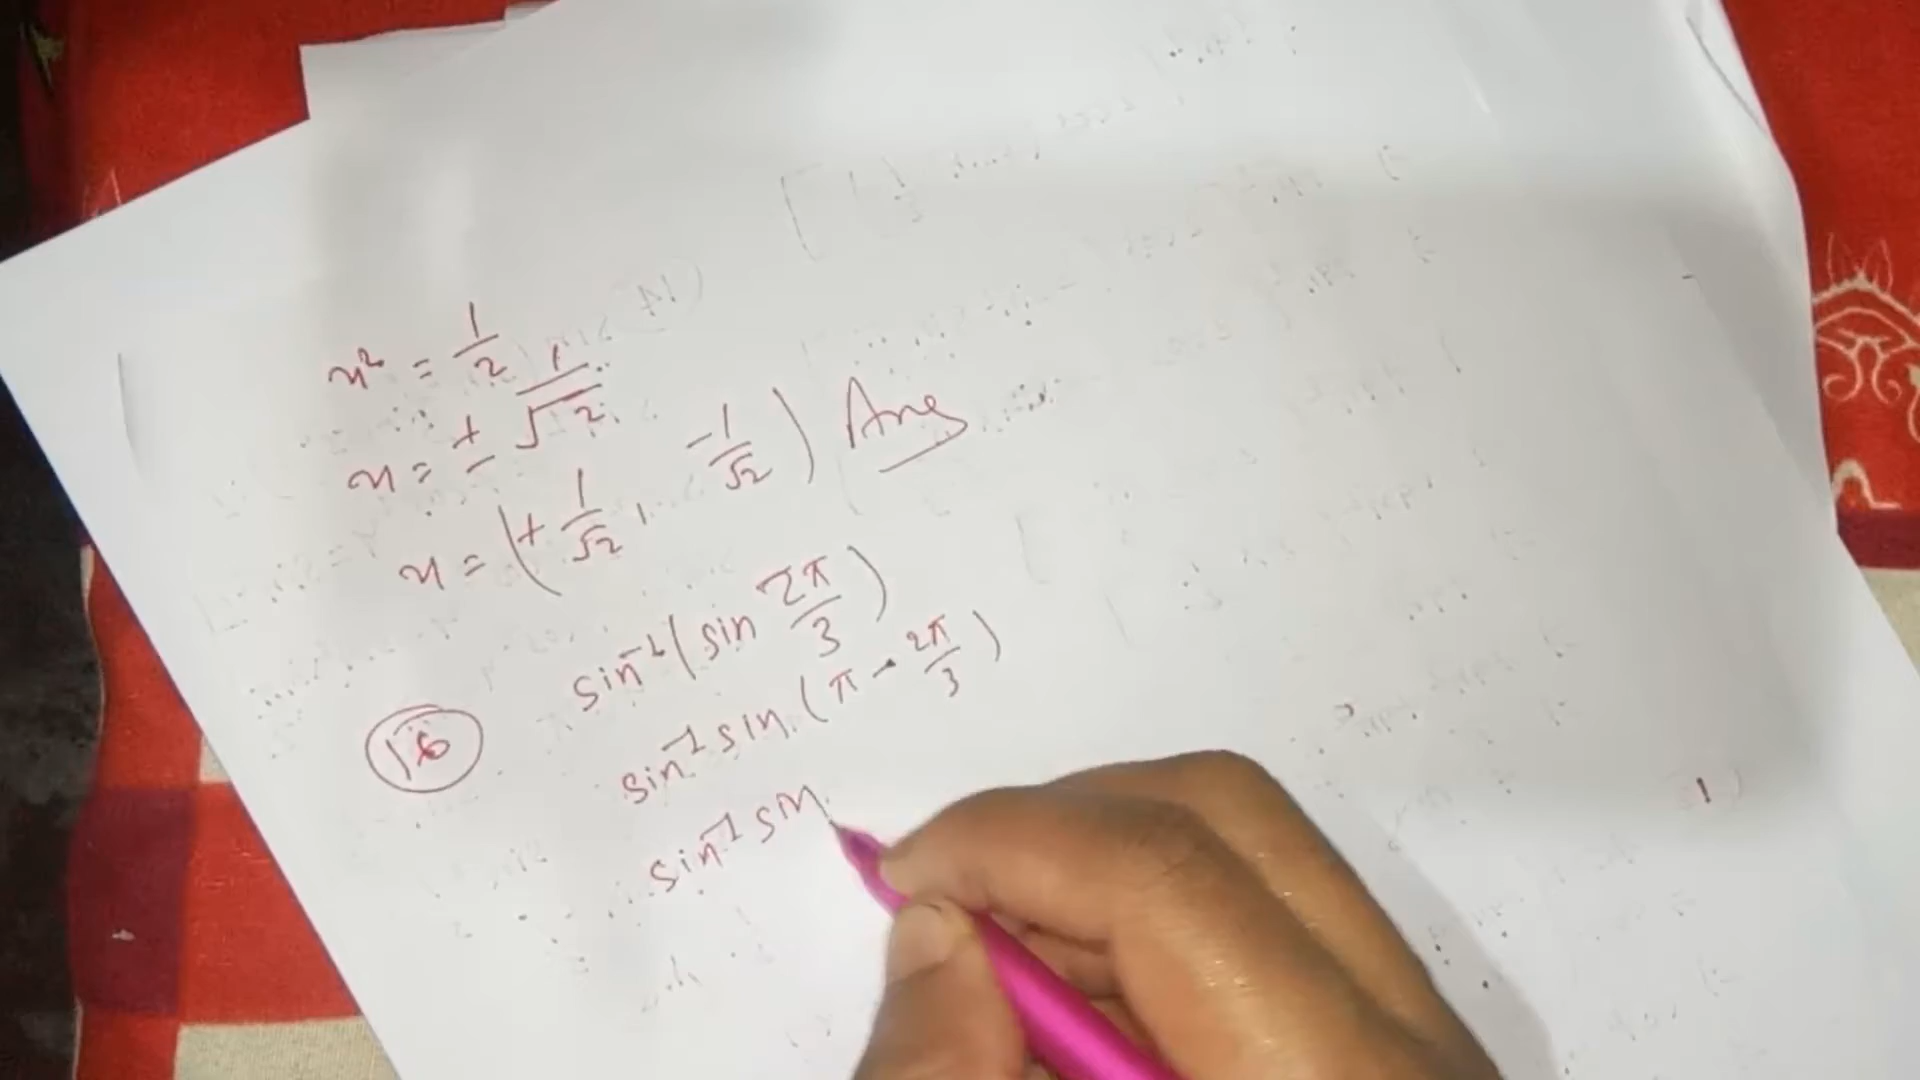 x² = 1/2
x = ± 1/√2
x = (+ 1/√2, -1/√2) Ans
16 sin⁻¹(sin 2π/3)
sin⁻¹ sin (π - 2π/3)
sin⁻¹ sin